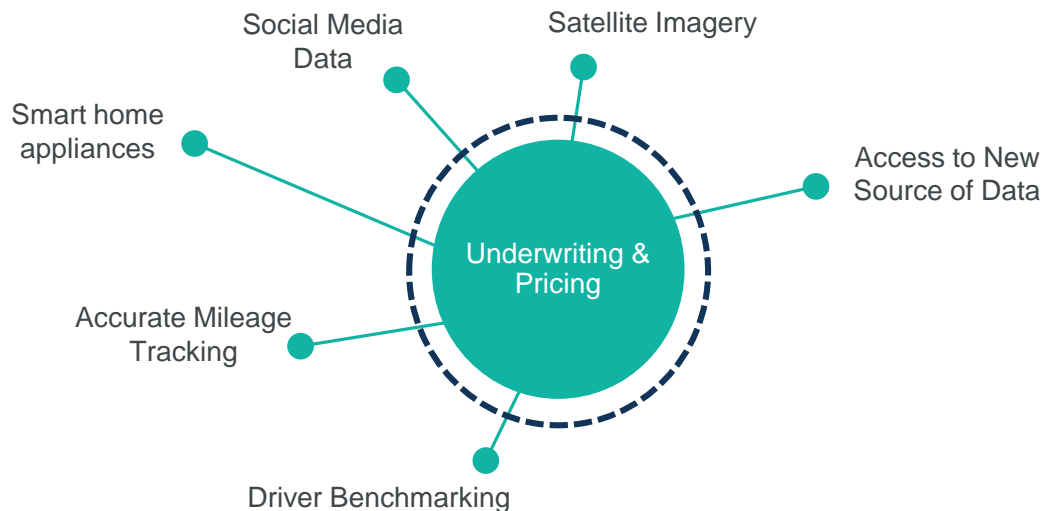 Social Media
Data
Satellite Imagery
Smart home
appliances
Access to New
Source of Data
Underwriting &
Pricing
Accurate Mileage
Tracking
Driver Benchmarking